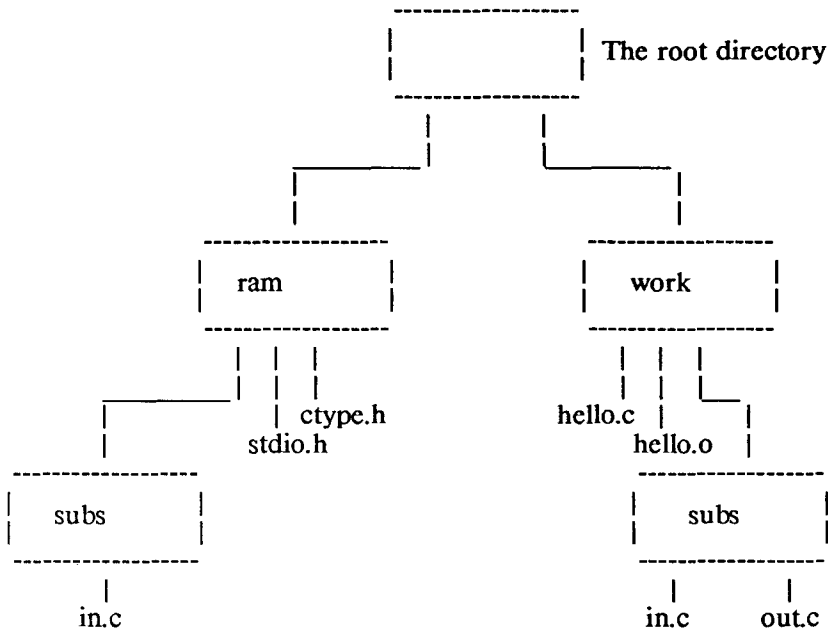 The root directory
ram work
ctype.h hello.c
stdio.h hello.o
subs subs
in.c in.c out.c